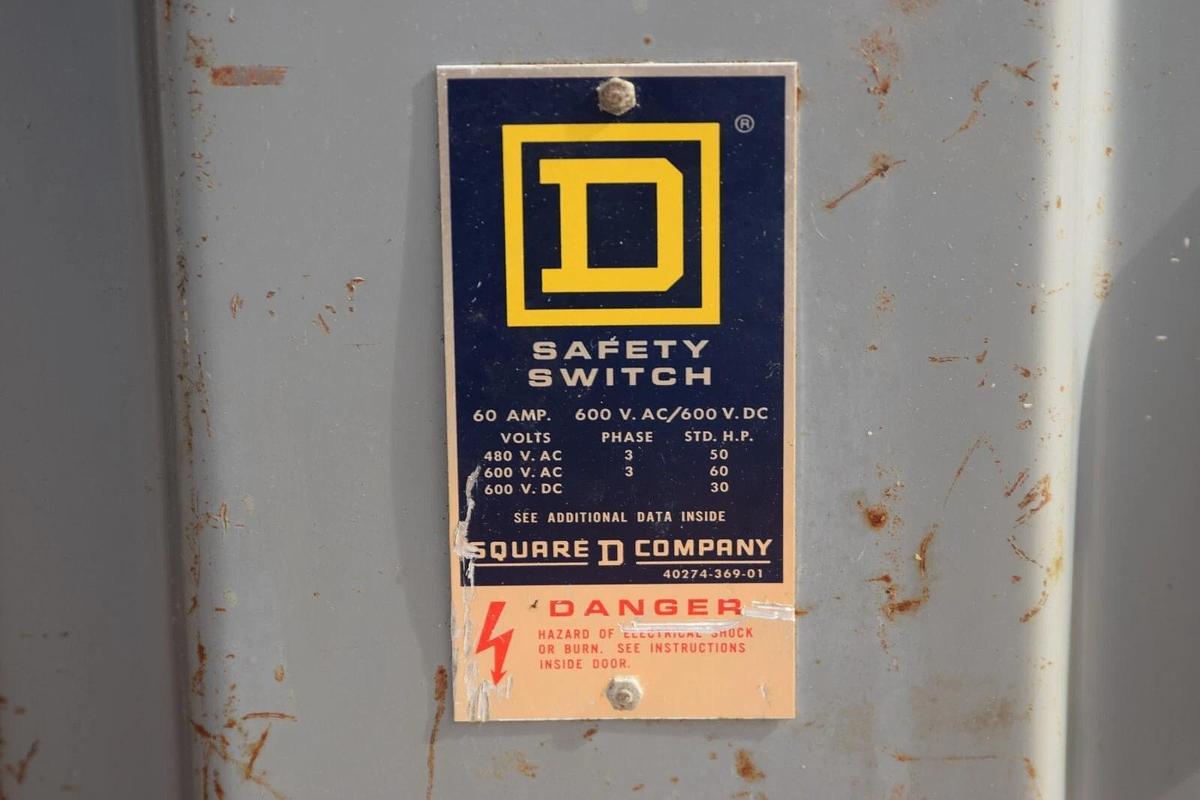 ®
D
SAFETY
SWITCH
60 AMP. 600 V. AC/600 V. DC
VOLTS PHASE STD. H.P.
480 V. AC 3 50
600 V. AC 3 60
600 V. DC 30
SEE ADDITIONAL DATA INSIDE
SQUARE D COMPANY
40274-369-01
DANGER
HAZARD OF ELECTRICAL SHOCK
OR BURN. SEE INSTRUCTIONS
INSIDE DOOR.